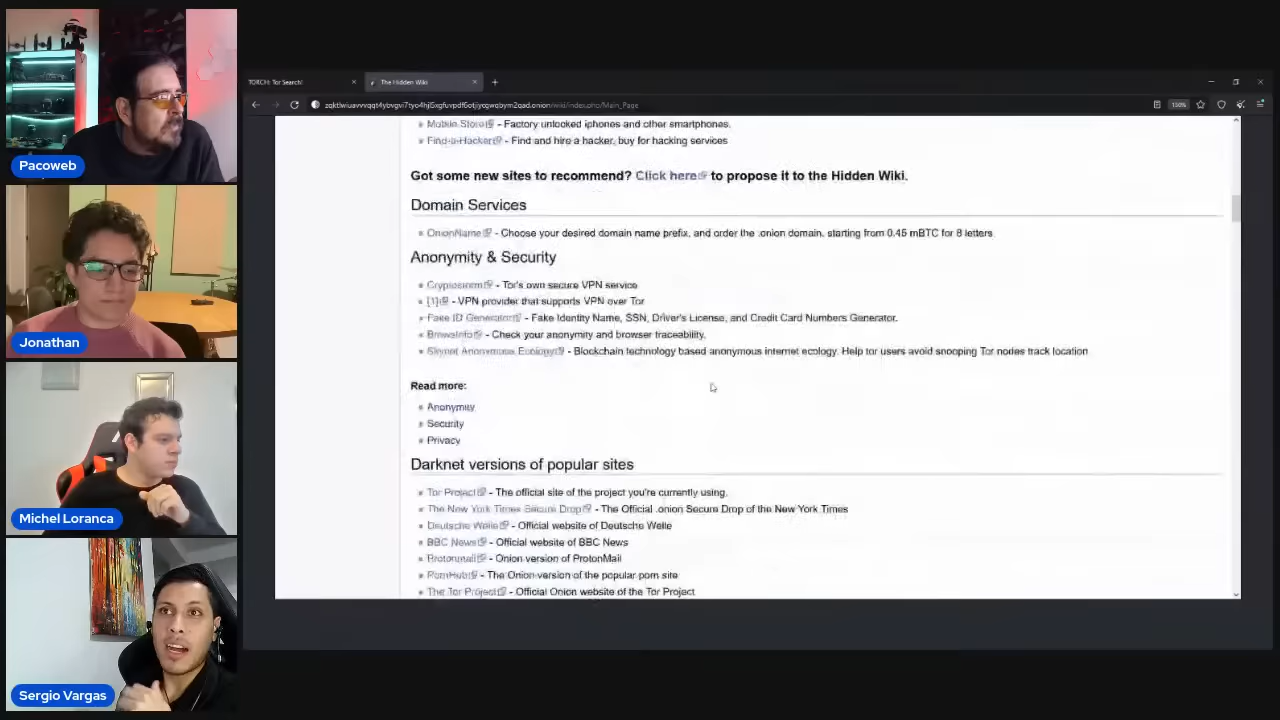 Pacoweb
Jonathan
Michel Loranca
Sergio Vargas
TORCH: Tor Search!
The Hidden Wiki
/wiki/index.php/Main_Page
150%
Mobile Store - Factory unlocked iphones and other smartphones.
Find-a-Hacker - Find and hire a hacker, buy for hacking services
Got some new sites to recommend? Click here to propose it to the Hidden Wiki.
Domain Services
OnionName - Choose your desired domain name prefix, and order the .onion domain, starting from 0.45 mBTC for 8 letters
Anonymity & Security
Cryptostorm - Tor's own secure VPN service
[1] - VPN provider that supports VPN over Tor
Fake ID Generator - Fake Identity Name, SSN, Driver's License, and Credit Card Numbers Generator.
BrowsInfo - Check your anonymity and browser traceability.
Skynet Anonymous Ecology - Blockchain technology based anonymous internet ecology. Help tor users avoid snooping Tor nodes track location
Read more:
Anonymity
Security
Privacy
Darknet versions of popular sites
Tor Project - The official site of the project you're currently using.
The New York Times Secure Drop - The Official .onion Secure Drop of the New York Times
Deutsche Welle - Official website of Deutsche Welle
BBC News - Official website of BBC News
Protonmail - Onion version of ProtonMail
PornHub - The Onion version of the popular porn site
The Tor Project - Official Onion website of the Tor Project